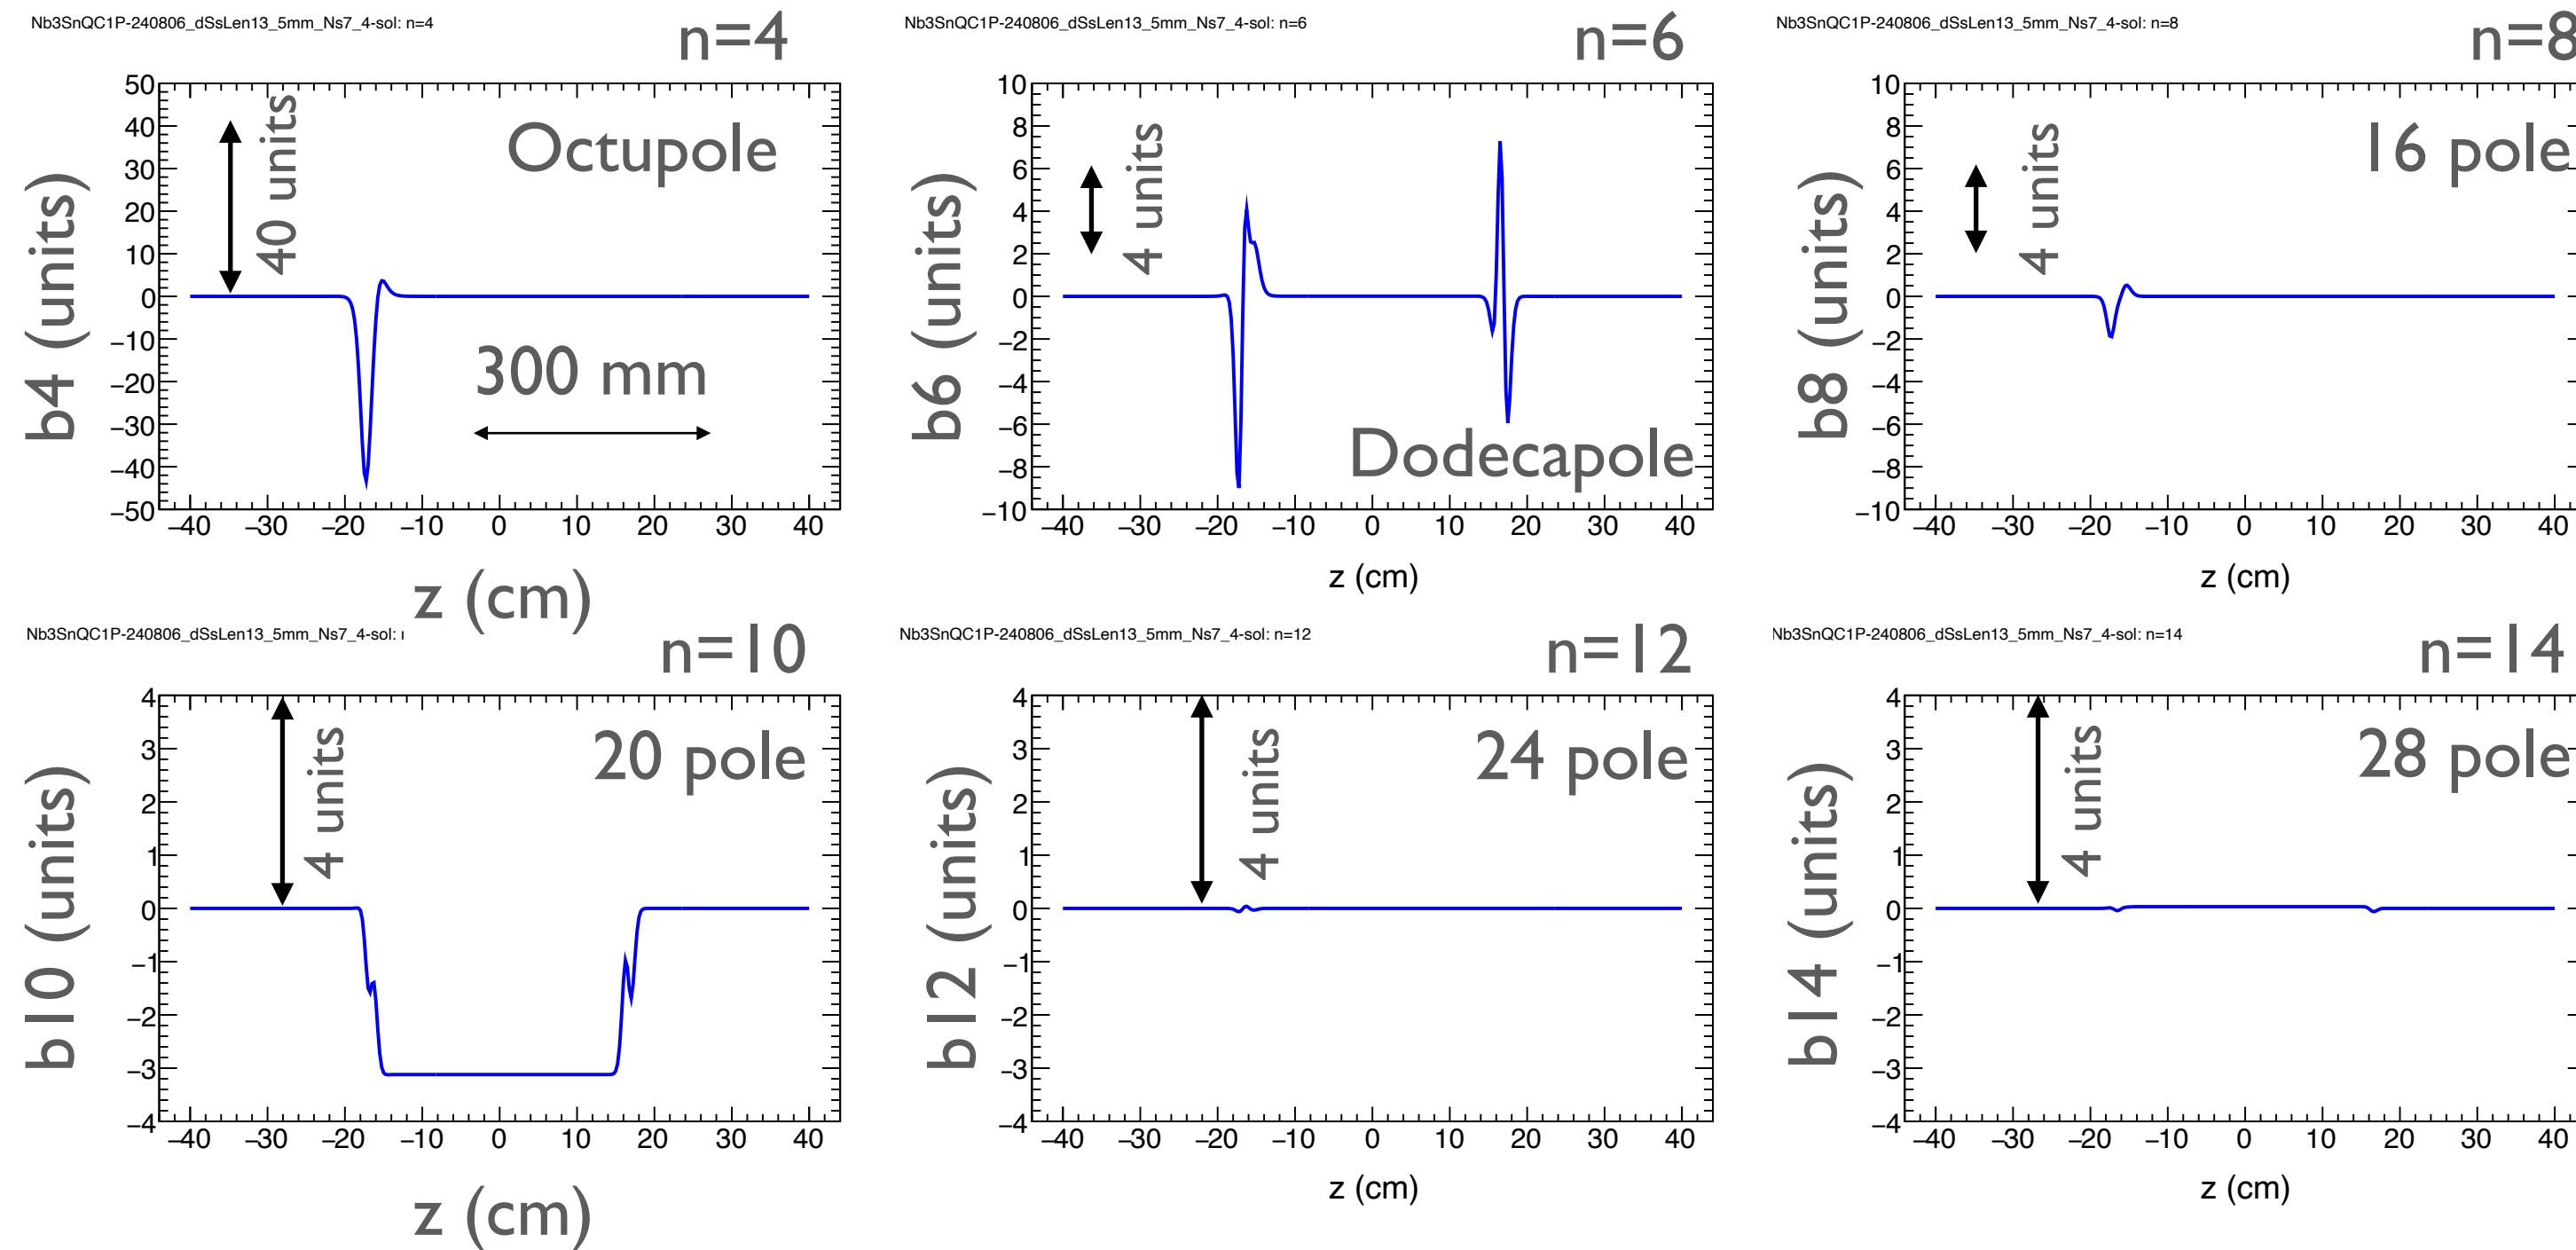 Nb3SnQC1P-240806_dSsLen13_5mm_Ns7_4-sol: n=4
n=4
50
40
30
20
10
0
−10
−20
−30
−40
−50
b4 (units)
40 units
Octupole
300 mm
−40 −30 −20 −10 0 10 20 30 40
z (cm)
Nb3SnQC1P-240806_dSsLen13_5mm_Ns7_4-sol: n=6
n=6
10
8
6
4
2
0
−2
−4
−6
−8
−10
b6 (units)
4 units
Dodecapole
−40 −30 −20 −10 0 10 20 30 40
z (cm)
Nb3SnQC1P-240806_dSsLen13_5mm_Ns7_4-sol: n=8
n=8
10
8
6
4
2
0
−2
−4
−6
−8
−10
b8 (units)
4 units
16 pole
−40 −30 −20 −10 0 10 20 30 40
z (cm)
Nb3SnQC1P-240806_dSsLen13_5mm_Ns7_4-sol:
n=10
4
3
2
1
0
−1
−2
−3
−4
b10 (units)
4 units
20 pole
−40 −30 −20 −10 0 10 20 30 40
z (cm)
Nb3SnQC1P-240806_dSsLen13_5mm_Ns7_4-sol: n=12
n=12
4
3
2
1
0
−1
−2
−3
−4
b12 (units)
4 units
24 pole
−40 −30 −20 −10 0 10 20 30 40
z (cm)
Nb3SnQC1P-240806_dSsLen13_5mm_Ns7_4-sol: n=14
n=14
4
3
2
1
0
−1
−2
−3
−4
b14 (units)
4 units
28 pole
−40 −30 −20 −10 0 10 20 30 40
z (cm)